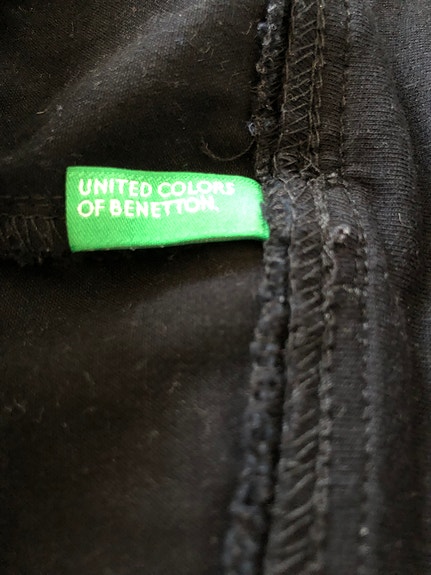 UNITED COLORS
OF BENETTON.